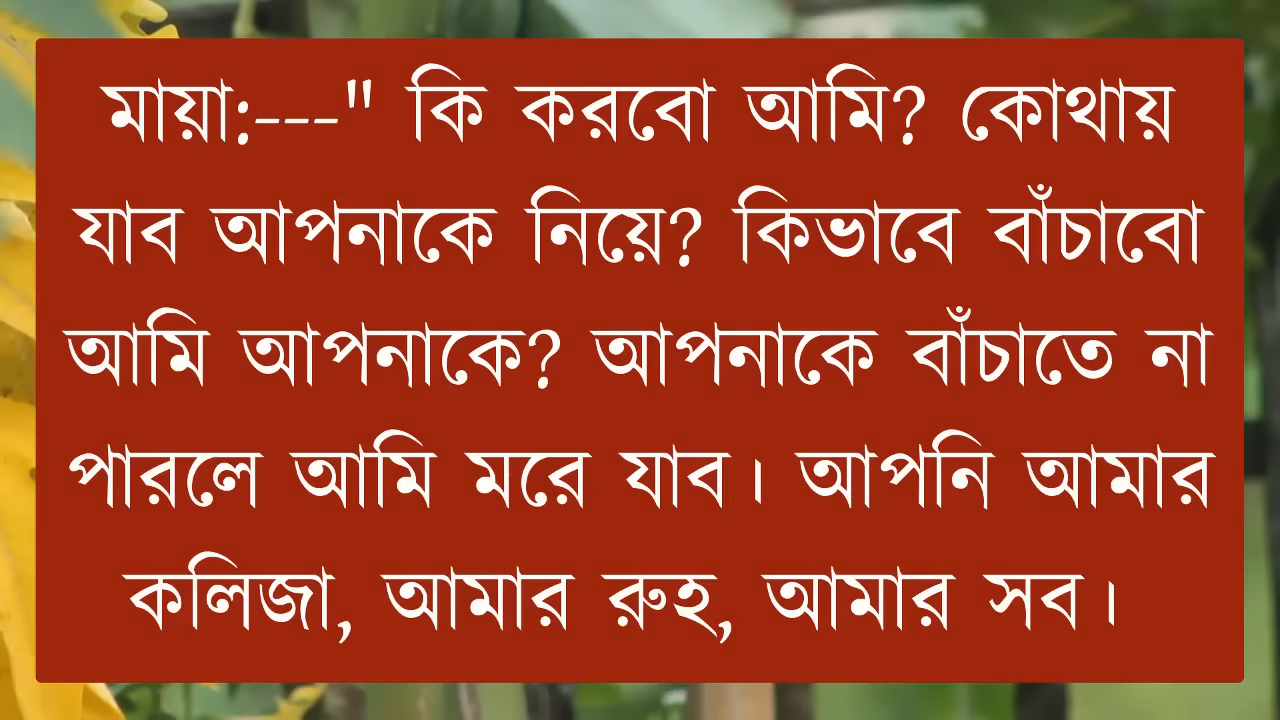 মায়া:---" কি করবো আমি? কোথায়
যাব আপনাকে নিয়ে? কিভাবে বাঁচাবো
আমি আপনাকে? আপনাকে বাঁচাতে না
পারলে আমি মরে যাব। আপনি আমার
কলিজা, আমার রুহ, আমার সব।